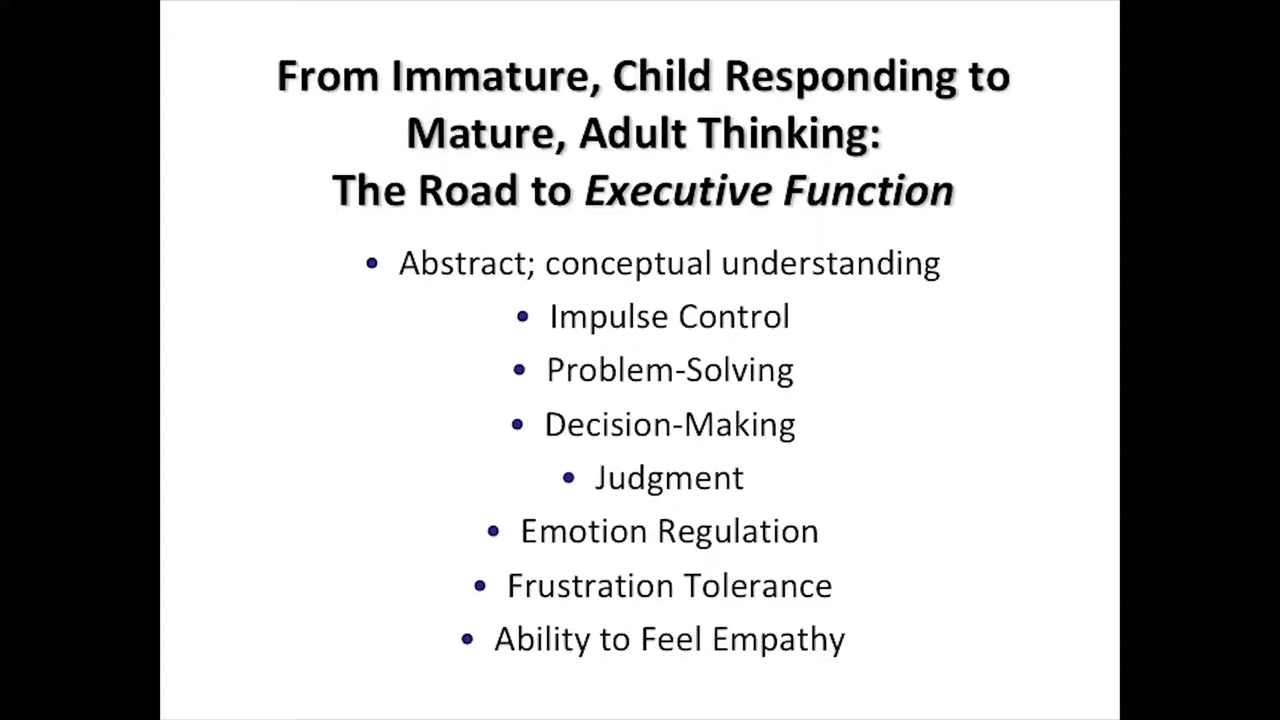 From Immature, Child Responding to
Mature, Adult Thinking:
The Road to Executive Function
• Abstract; conceptual understanding
• Impulse Control
• Problem-Solving
• Decision-Making
• Judgment
• Emotion Regulation
• Frustration Tolerance
• Ability to Feel Empathy